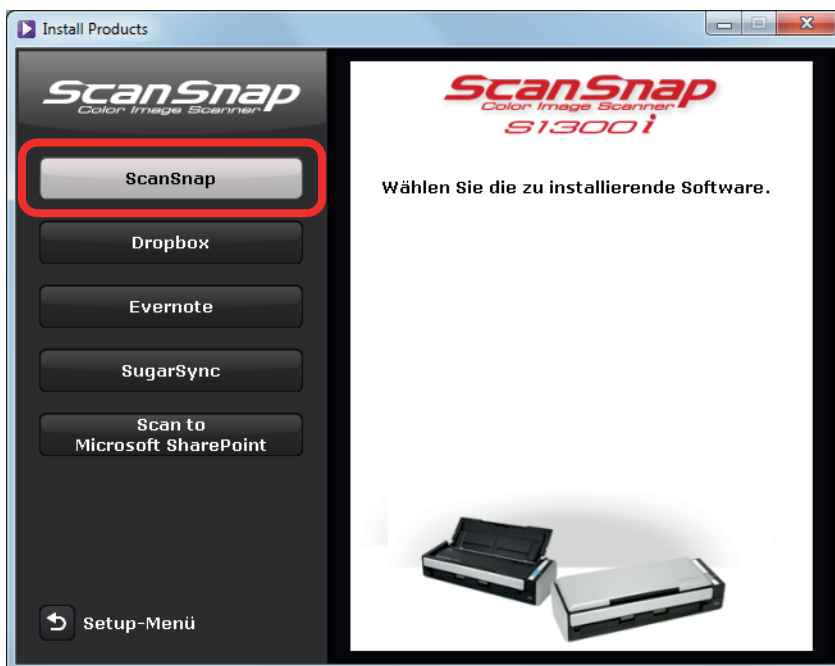 Install Products
ScanSnap
Color Image Scanner
ScanSnap
Dropbox
Evernote
SugarSync
Scan to
Microsoft SharePoint
Setup-Menü
ScanSnap
Color Image Scanner
S1300i
Wählen Sie die zu installierende Software.